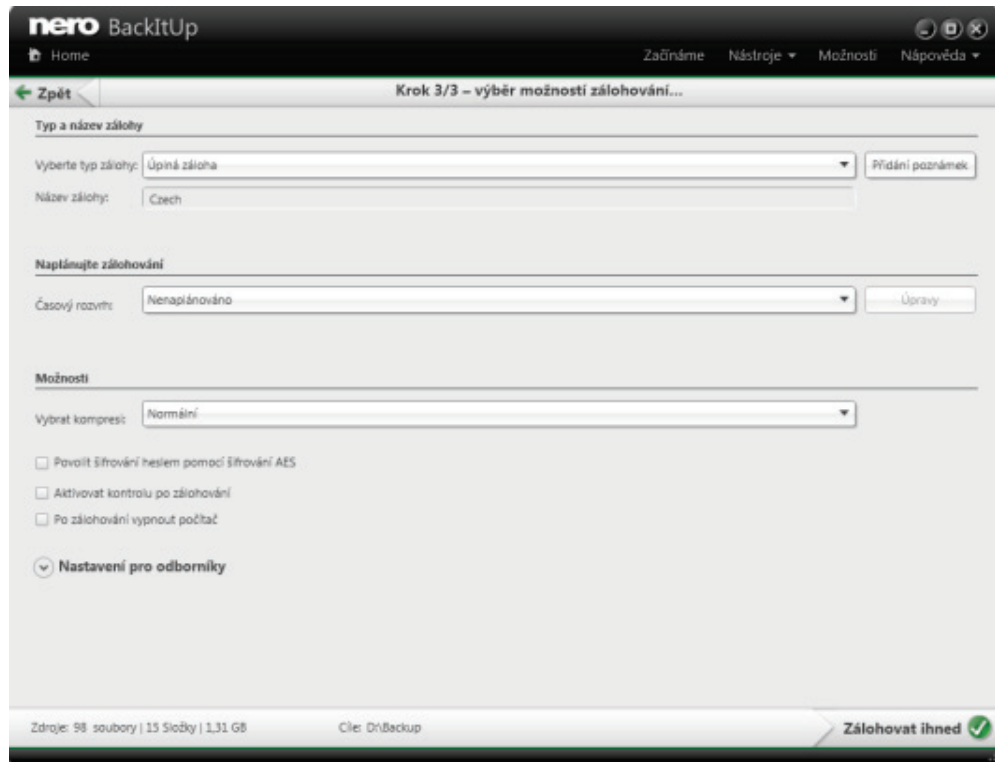 nero BackItUp
Home Začínáme Nástroje Možnosti Nápověda
Zpět Krok 3/3 – výběr možností zálohování...
Typ a název zálohy
Vyberte typ zálohy: Úplná záloha Přidání poznámek
Název zálohy: Czech
Naplánujte zálohování
Časový rozvrh: Nenaplánováno Úpravy
Možnosti
Vybrat kompresi: Normální
Povolit šifrování heslem pomocí šifrování AES
Aktivovat kontrolu po zálohování
Po zálohování vypnout počítač
Nastavení pro odborníky
Zdroje: 98 soubory | 15 Složky | 1,31 GB Cíle: D:\Backup Zálohovat ihned